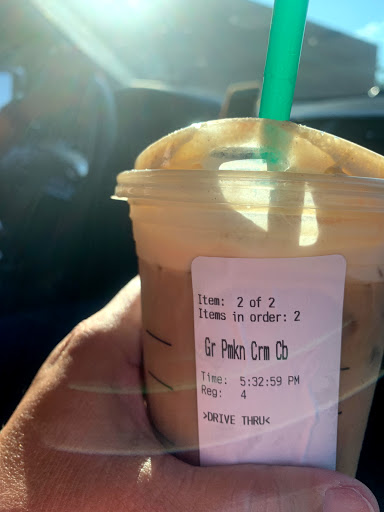 Item: 2 of 2
Items in order: 2
Gr Pmkn Crm Cb
Time: 5:32:59 PM
Reg: 4
>DRIVE THRU<